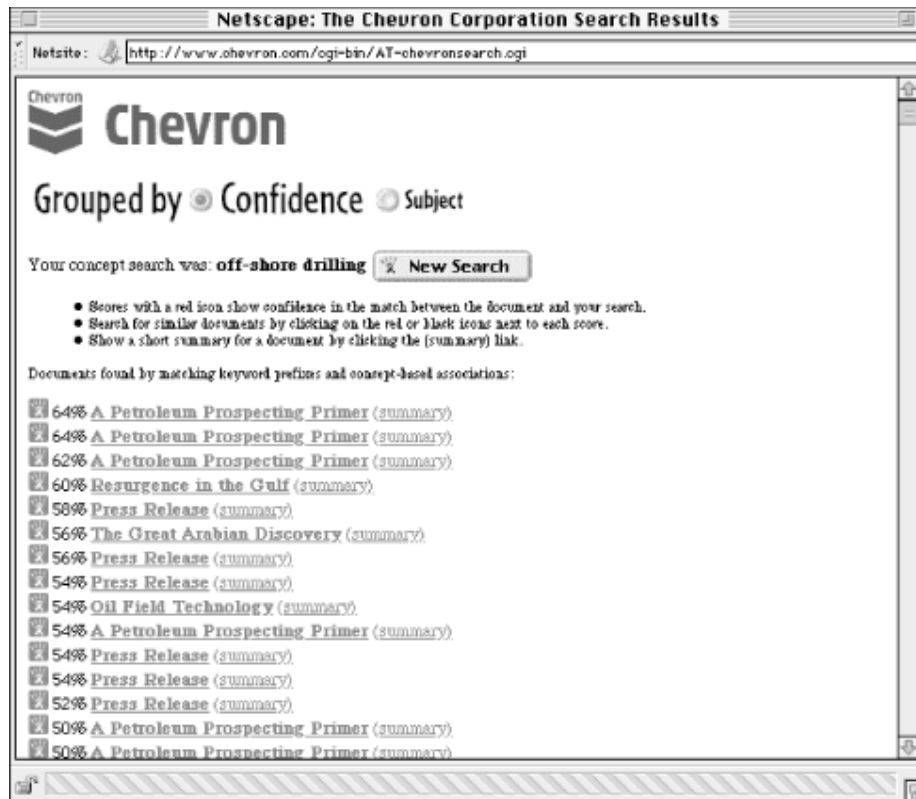 Netscape: The Chevron Corporation Search Results
Netsite: http://www.chevron.com/cgi-bin/AT-chevronsearch.cgi
Chevron
Chevron
Grouped by Confidence Subject
Your concept search was: off-shore drilling New Search
• Scores with a red icon show confidence in the match between the document and your search.
• Search for similar documents by clicking on the red or black icons next to each score.
• Show a short summary for a document by clicking the (summary) link.
Documents found by matching keyword prefixes and concept-based associations:
64% A Petroleum Prospecting Primer (summary)
64% A Petroleum Prospecting Primer (summary)
62% A Petroleum Prospecting Primer (summary)
60% Resurgence in the Gulf (summary)
58% Press Release (summary)
56% The Great Arabian Discovery (summary)
56% Press Release (summary)
54% Press Release (summary)
54% Oil Field Technology (summary)
54% A Petroleum Prospecting Primer (summary)
54% Press Release (summary)
54% Press Release (summary)
52% Press Release (summary)
50% A Petroleum Prospecting Primer (summary)
50% A Petroleum Prospecting Primer (summary)